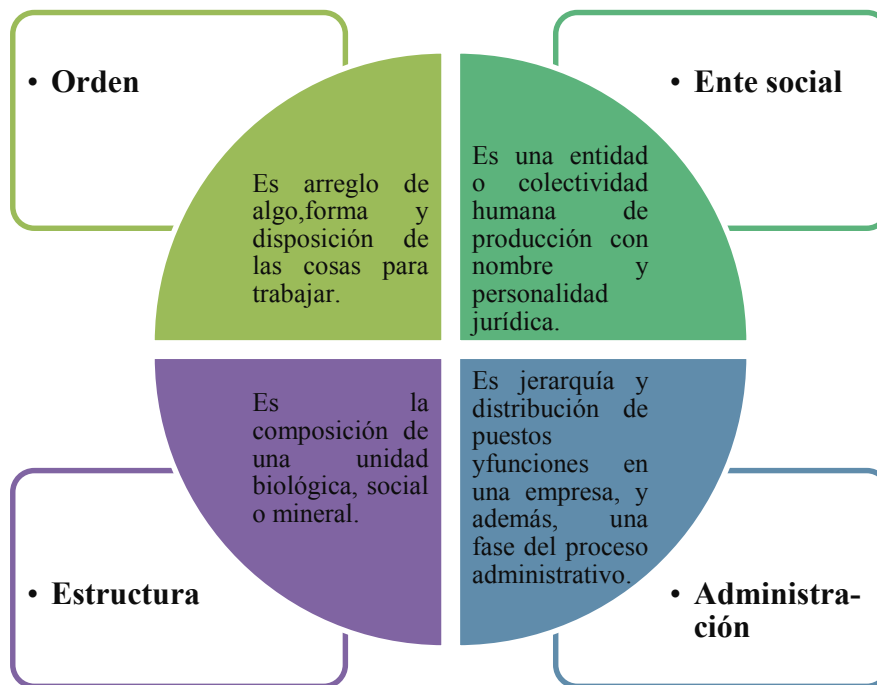 • Orden
Es arreglo de
algo,forma y
disposición de
las cosas para
trabajar.
• Ente social
Es una entidad
o colectividad
humana de
producción con
nombre y
personalidad
jurídica.
• Estructura
Es la
composición de
una unidad
biológica, social
o mineral.
• Administra-
ción
Es jerarquía y
distribución de
puestos
yfunciones en
una empresa, y
además, una
fase del proceso
administrativo.